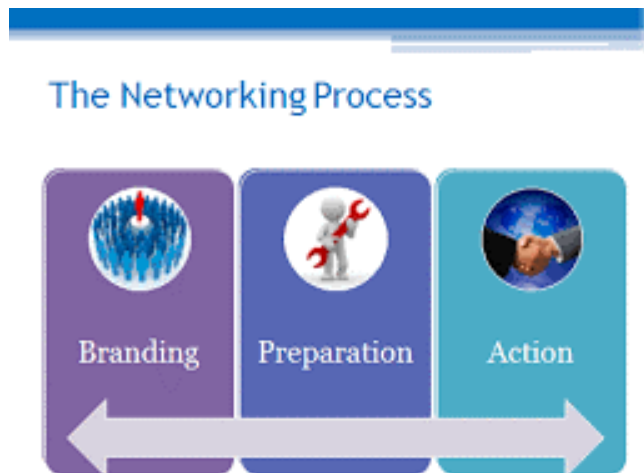 The Networking Process
Branding
Preparation
Action